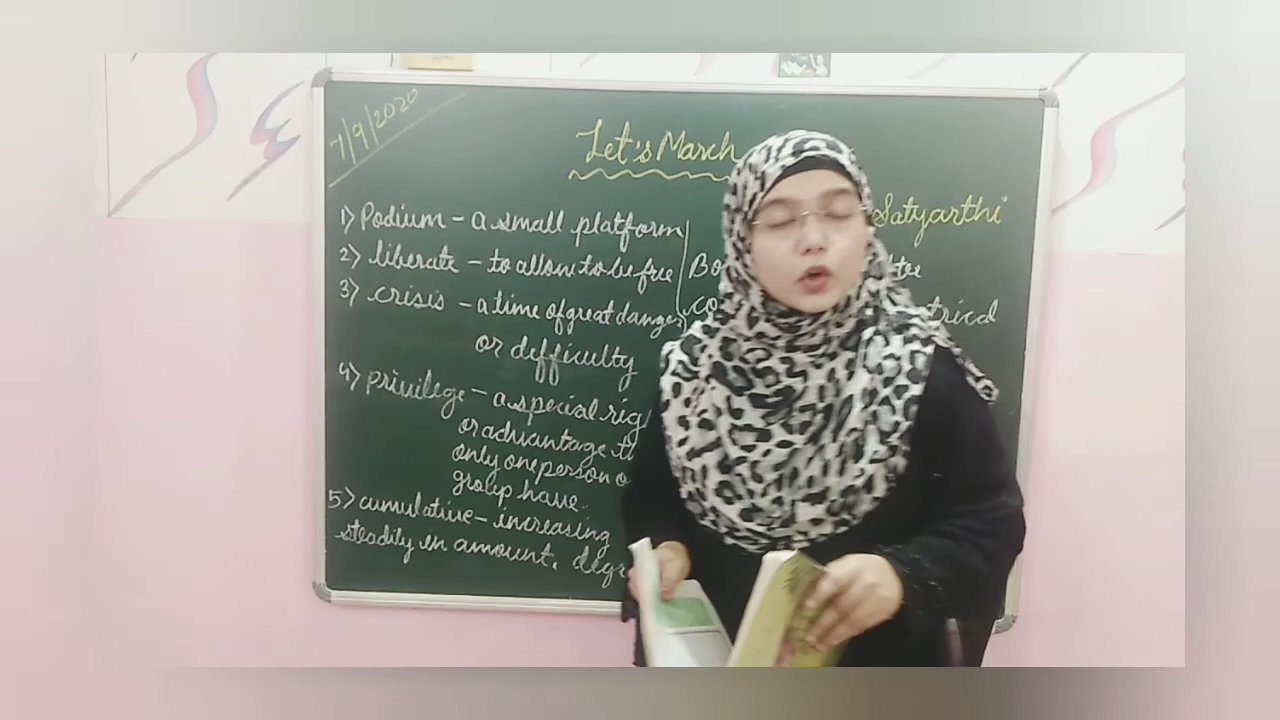 7/9/2020
Let's March
Satyarthi
1) Podium - a small platform
2) liberate - to allow to be free
3) crisis - a time of great danger
or difficulty
4) privilege - a special
or advantage
only one person
group have.
5) cumulative - increasing
steadily in amount,